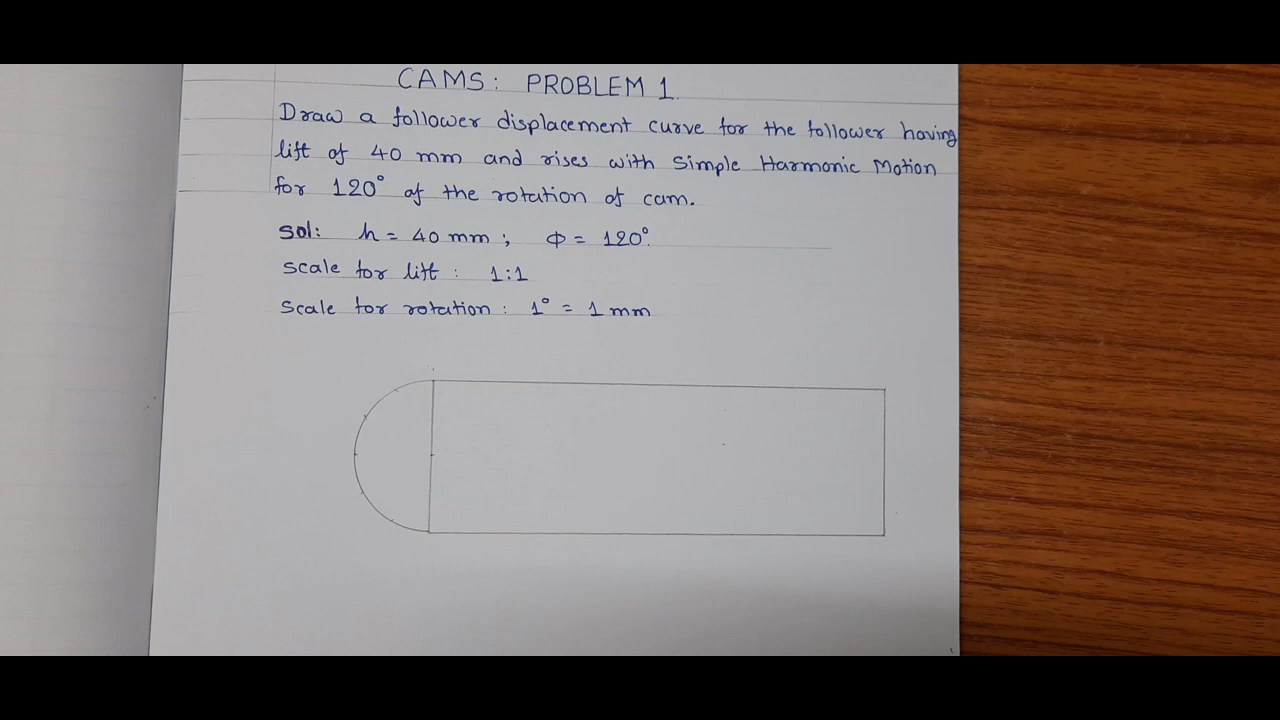 CAMS: PROBLEM 1.
Draw a follower displacement curve for the follower having
lift of 40 mm and rises with Simple Harmonic Motion
for 120° of the rotation of cam.
Sol: h = 40 mm; Φ = 120°.
Scale for lift : 1:1
Scale for rotation : 1° = 1 mm